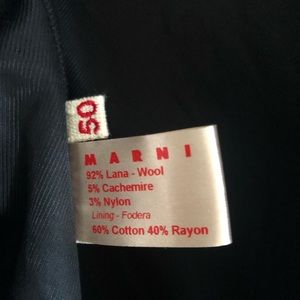 50
MARNI
92% Lana - Wool
5% Cachemire
3% Nylon
Lining - Fodera
60% Cotton 40% Rayon